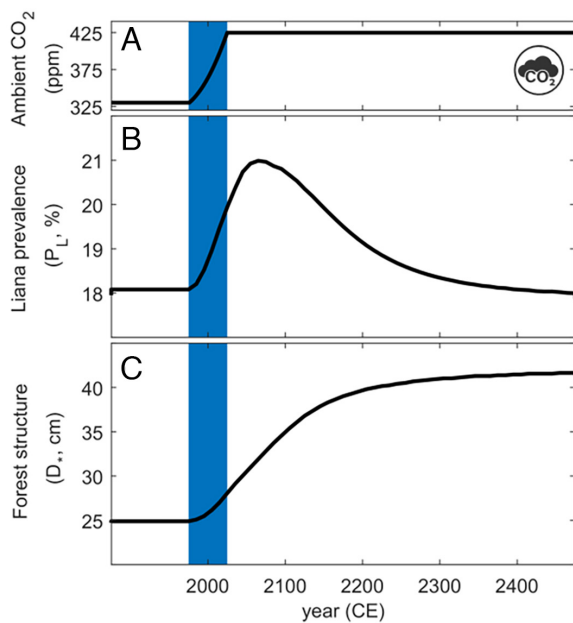 A
Ambient CO2
(ppm)
425
375
325
CO2
B
Liana prevalence
(PL, %)
21
20
19
18
C
Forest structure
(D*, cm)
40
35
30
25
2000
2100
2200
2300
2400
year (CE)